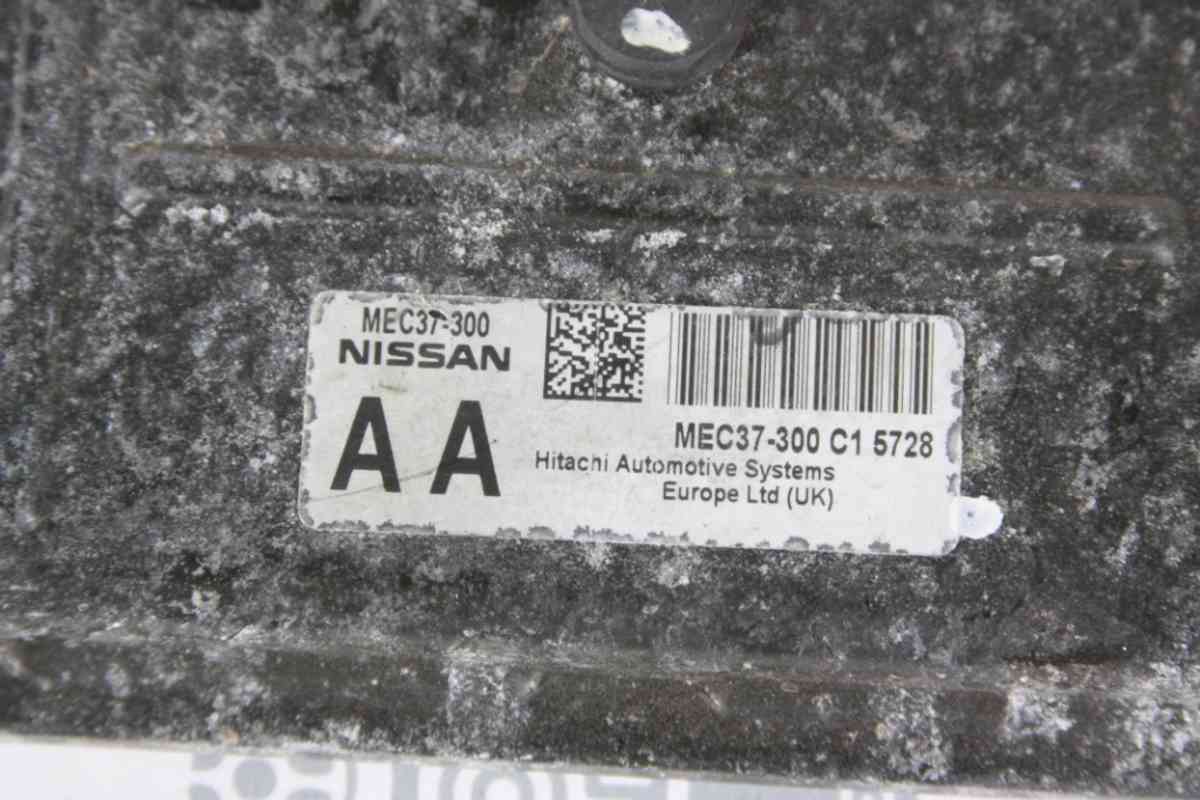 MEC37-300
NISSAN
AA
MEC37-300 C1 5728
Hitachi Automotive Systems
Europe Ltd (UK)